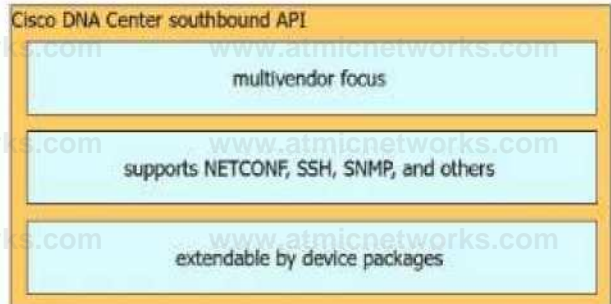 Cisco DNA Center southbound API
ks.com www.atmicnetworks.com
multivendor focus
ks.com www.atmicnetworks.com
supports NETCONF, SSH, SNMP, and others
ks.com www.atmicnetworks.com
extendable by device packages